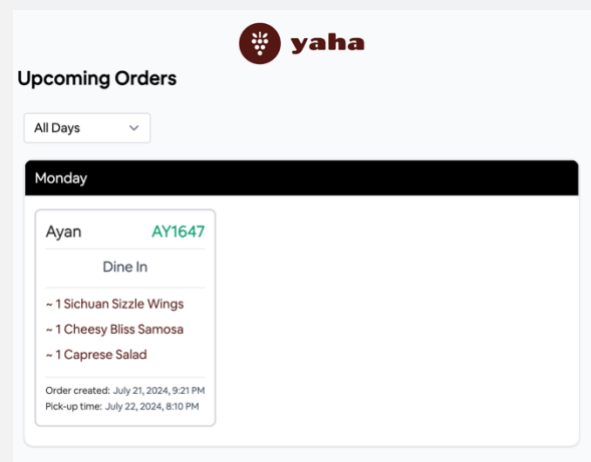 yaha
Upcoming Orders
All Days
Monday
Ayan AY1647
Dine In
~ 1 Sichuan Sizzle Wings
~ 1 Cheesy Bliss Samosa
~ 1 Caprese Salad
Order created: July 21, 2024, 9:21 PM
Pick-up time: July 22, 2024, 8:10 PM